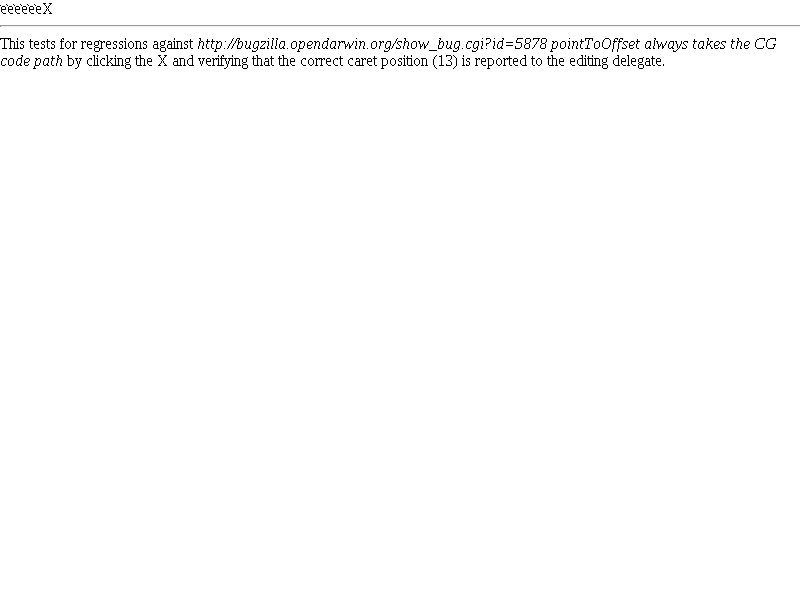 eeeeeeX
This tests for regressions against http://bugzilla.opendarwin.org/show_bug.cgi?id=5878 pointToOffset always takes the CG
code path by clicking the X and verifying that the correct caret position (13) is reported to the editing delegate.